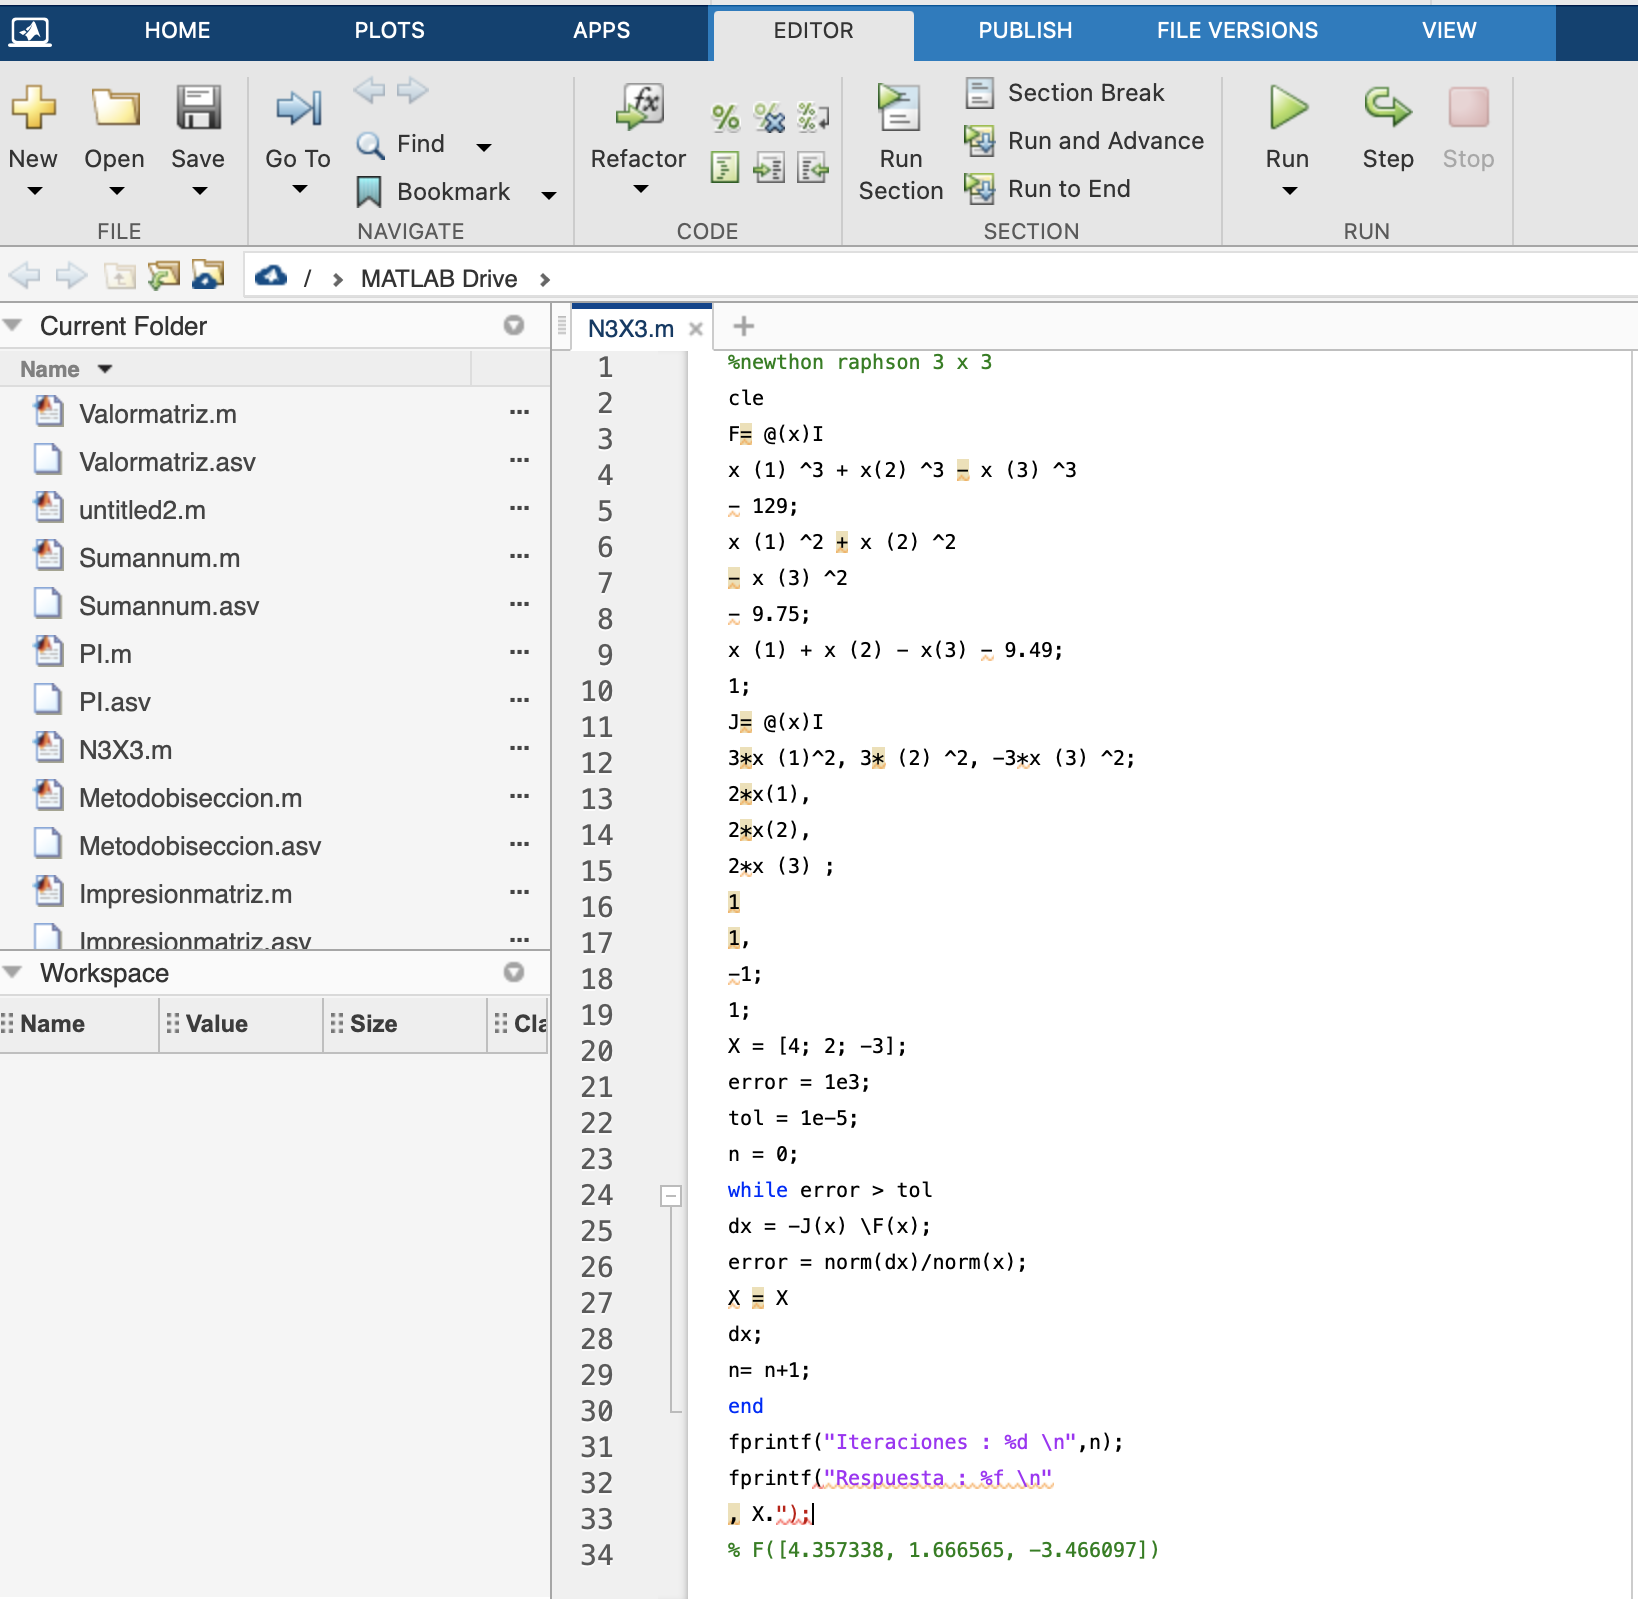 HOME PLOTS APPS EDITOR PUBLISH FILE VERSIONS VIEW
New Open Save Go To Find Bookmark Refactor Run Section Section Break Run and Advance Run to End Run Step Stop
FILE NAVIGATE CODE SECTION RUN
/ › MATLAB Drive ›
Current Folder
Name
Valormatriz.m
Valormatriz.asv
untitled2.m
Sumannum.m
Sumannum.asv
PI.m
PI.asv
N3X3.m
Metodobiseccion.m
Metodobiseccion.asv
Impresionmatriz.m
Impresionmatriz.asv
Workspace
Name Value Size Cla
N3X3.m
1 %newthon raphson 3 x 3
2 cle
3 F= @(x)I
4 x (1) ^3 + x(2) ^3 - x (3) ^3
5 - 129;
6 x (1) ^2 + x (2) ^2
7 - x (3) ^2
8 - 9.75;
9 x (1) + x (2) - x(3) - 9.49;
10 1;
11 J= @(x)I
12 3*x (1)^2, 3* (2) ^2, -3*x (3) ^2;
13 2*x(1),
14 2*x(2),
15 2*x (3) ;
16 1
17 1,
18 -1;
19 1;
20 X = [4; 2; -3];
21 error = 1e3;
22 tol = 1e-5;
23 n = 0;
24 while error > tol
25 dx = -J(x) \F(x);
26 error = norm(dx)/norm(x);
27 X = X
28 dx;
29 n= n+1;
30 end
31 fprintf("Iteraciones : %d \n",n);
32 fprintf("Respuesta : %f \n"
33 , X.");
34 % F([4.357338, 1.666565, -3.466097])